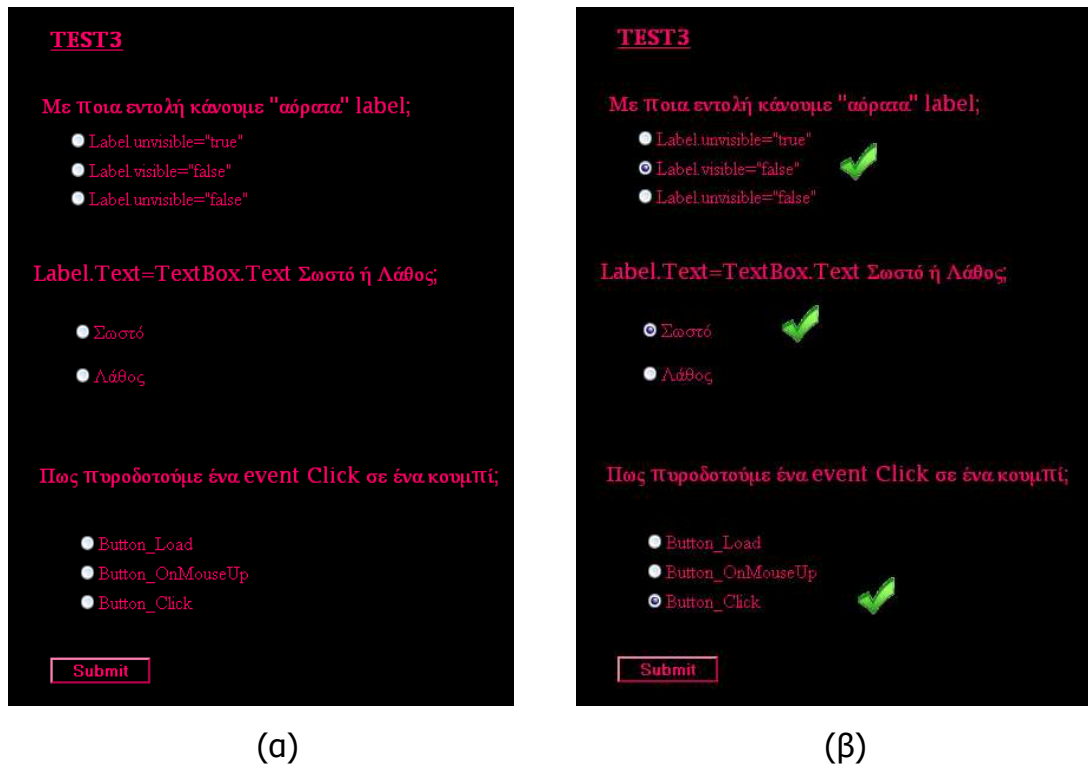 TEST3
Με ποια εντολή κάνουμε "αόρατα" label;
Label.unvisible="true"
Label.visible="false"
Label.unvisible="false"
Label.Text=TextBox.Text Σωστό ή Λάθος;
Σωστό
Λάθος
Πως πυροδοτούμε ένα event Click σε ένα κουμπί;
Button_Load
Button_OnMouseUp
Button_Click
Submit
(α)
TEST3
Με ποια εντολή κάνουμε "αόρατα" label;
Label.unvisible="true"
Label.visible="false"
Label.unvisible="false"
Label.Text=TextBox.Text Σωστό ή Λάθος;
Σωστό
Λάθος
Πως πυροδοτούμε ένα event Click σε ένα κουμπί;
Button_Load
Button_OnMouseUp
Button_Click
Submit
(β)